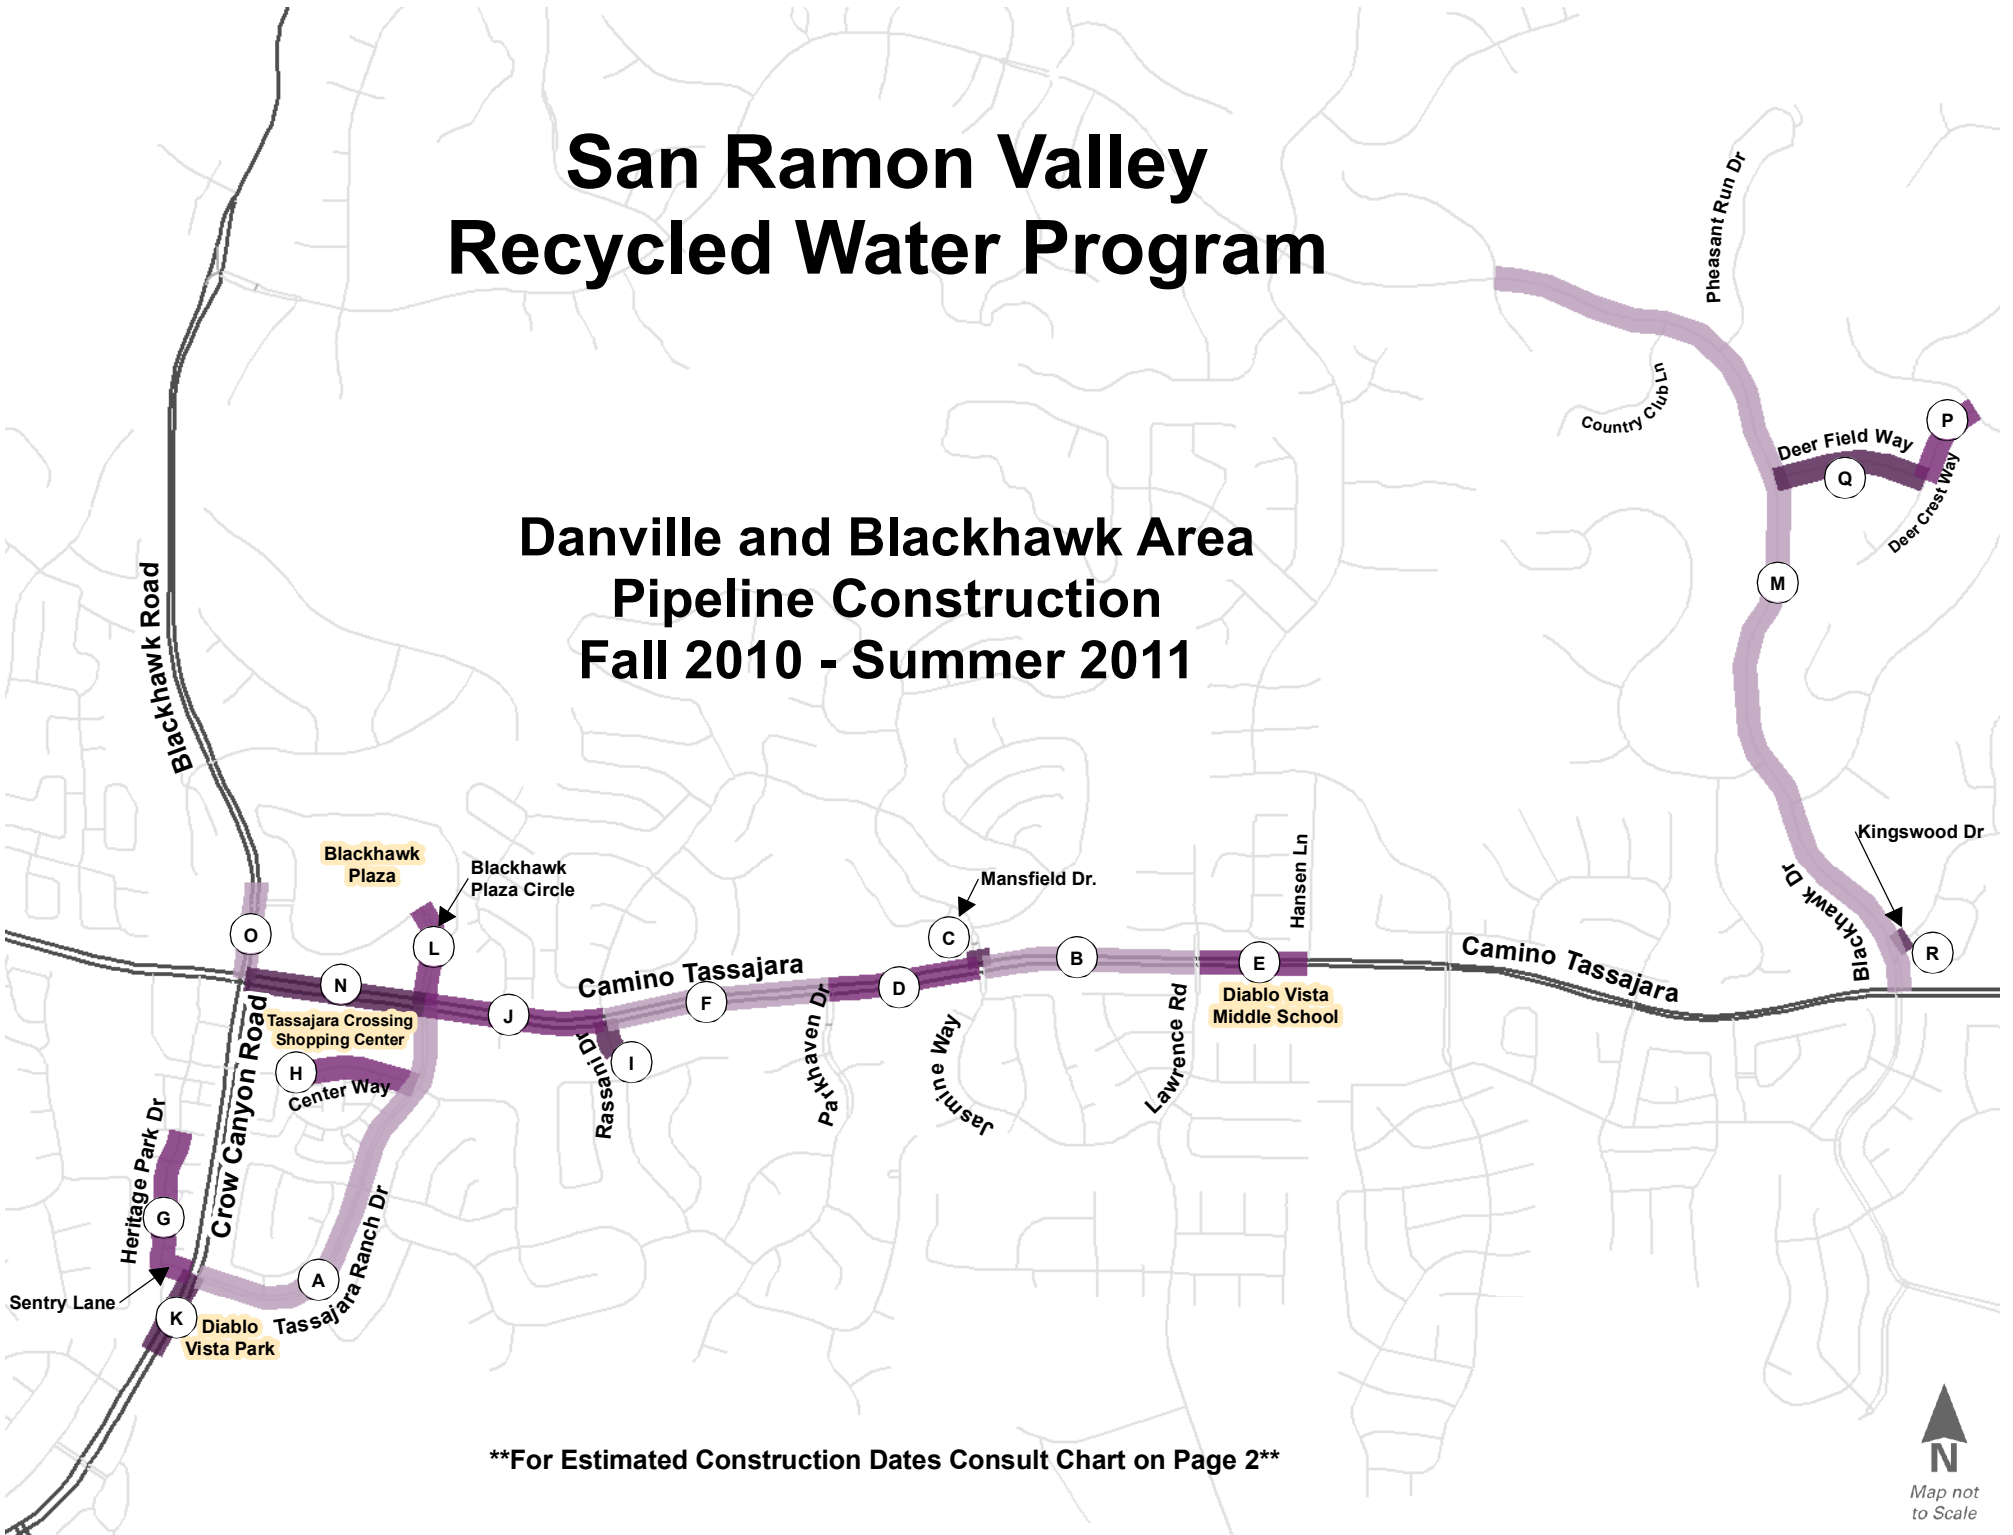 San Ramon Valley
Recycled Water Program
Danville and Blackhawk Area
Pipeline Construction
Fall 2010 - Summer 2011
Pheasant Run Dr
Country Club Ln
Deer Field Way
Deer Crest Way
P
Q
M
Blackhawk Road
Kingswood Dr
Blackhawk Dr
R
Blackhawk
Plaza
Blackhawk
Plaza Circle
Mansfield Dr.
Hansen Ln
O
L
C
B
E
Camino Tassajara
Camino Tassajara
N
J
F
D
Diablo Vista
Middle School
Tassajara Crossing
Shopping Center
H
Center Way
I
Rassani Dr
Parkhaven Dr
Jasmine Way
Lawrence Rd
Crow Canyon Road
Heritage Park Dr
G
A
Tassajara Ranch Dr
Sentry Lane
K
Diablo
Vista Park
**For Estimated Construction Dates Consult Chart on Page 2**
N
Map not
to Scale